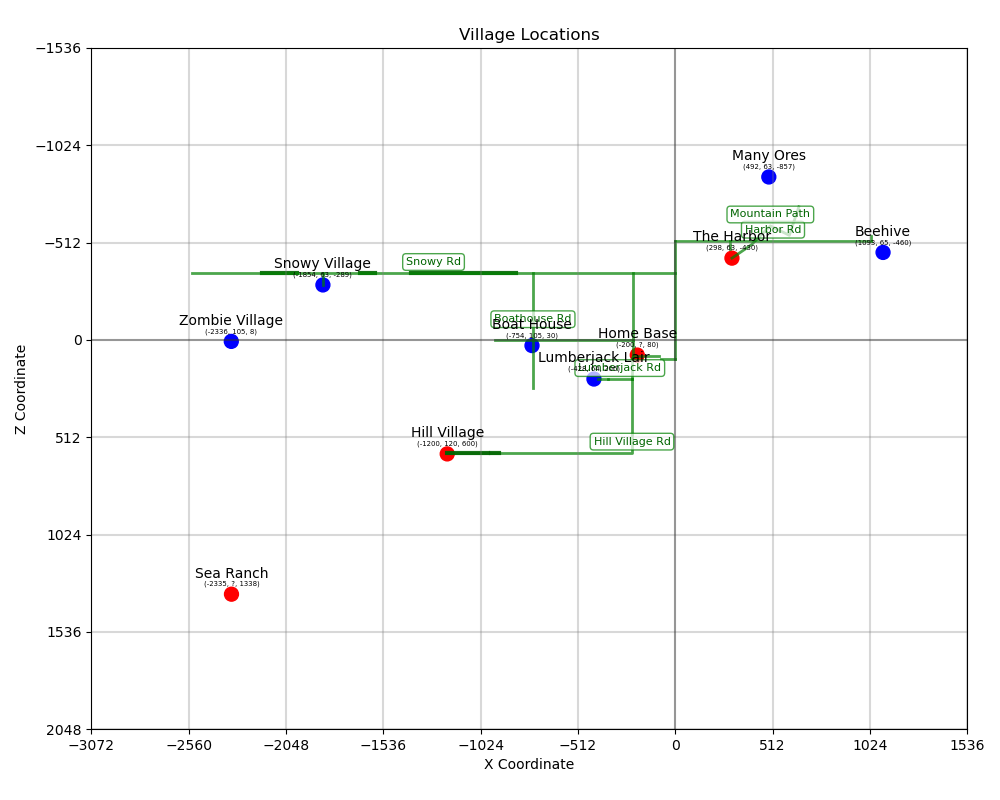 Village Locations
−1536
−1024
−512
0
512
1024
1536
2048
Z Coordinate
Many Ores
(492, 63, -857)
Mountain Path
Harbor Rd
The Harbor
(298, 63, -430)
Beehive
(1093, 65, -460)
Snowy Rd
Snowy Village
(-1854, 63, -289)
Zombie Village
(-2336, 105, 8)
Boathouse Rd
Boat House
(-754, 105, 30)
Home Base
(-200, ?, 80)
Lumberjack Lair
Lumberjack Rd
Hill Village
(-1200, 120, 600)
Hill Village Rd
Sea Ranch
(-2335, ?, 1338)
−3072
−2560
−2048
−1536
−1024
−512
0
512
1024
1536
X Coordinate